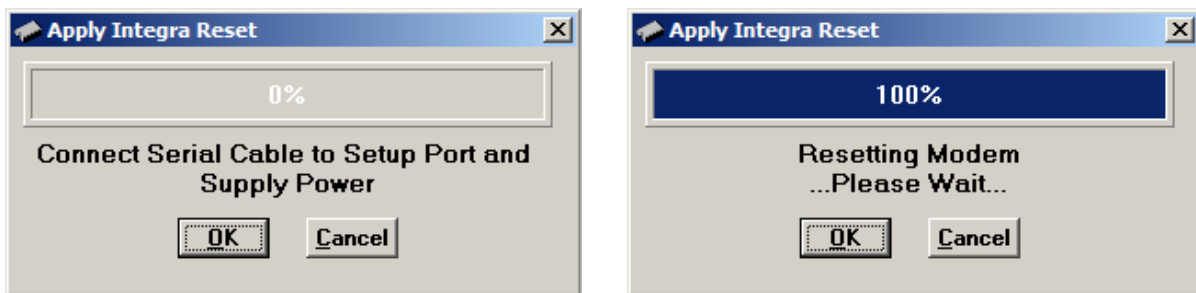 Apply Integra Reset
0%
Connect Serial Cable to Setup Port and
Supply Power
OK Cancel
Apply Integra Reset
100%
Resetting Modem
...Please Wait...
OK Cancel